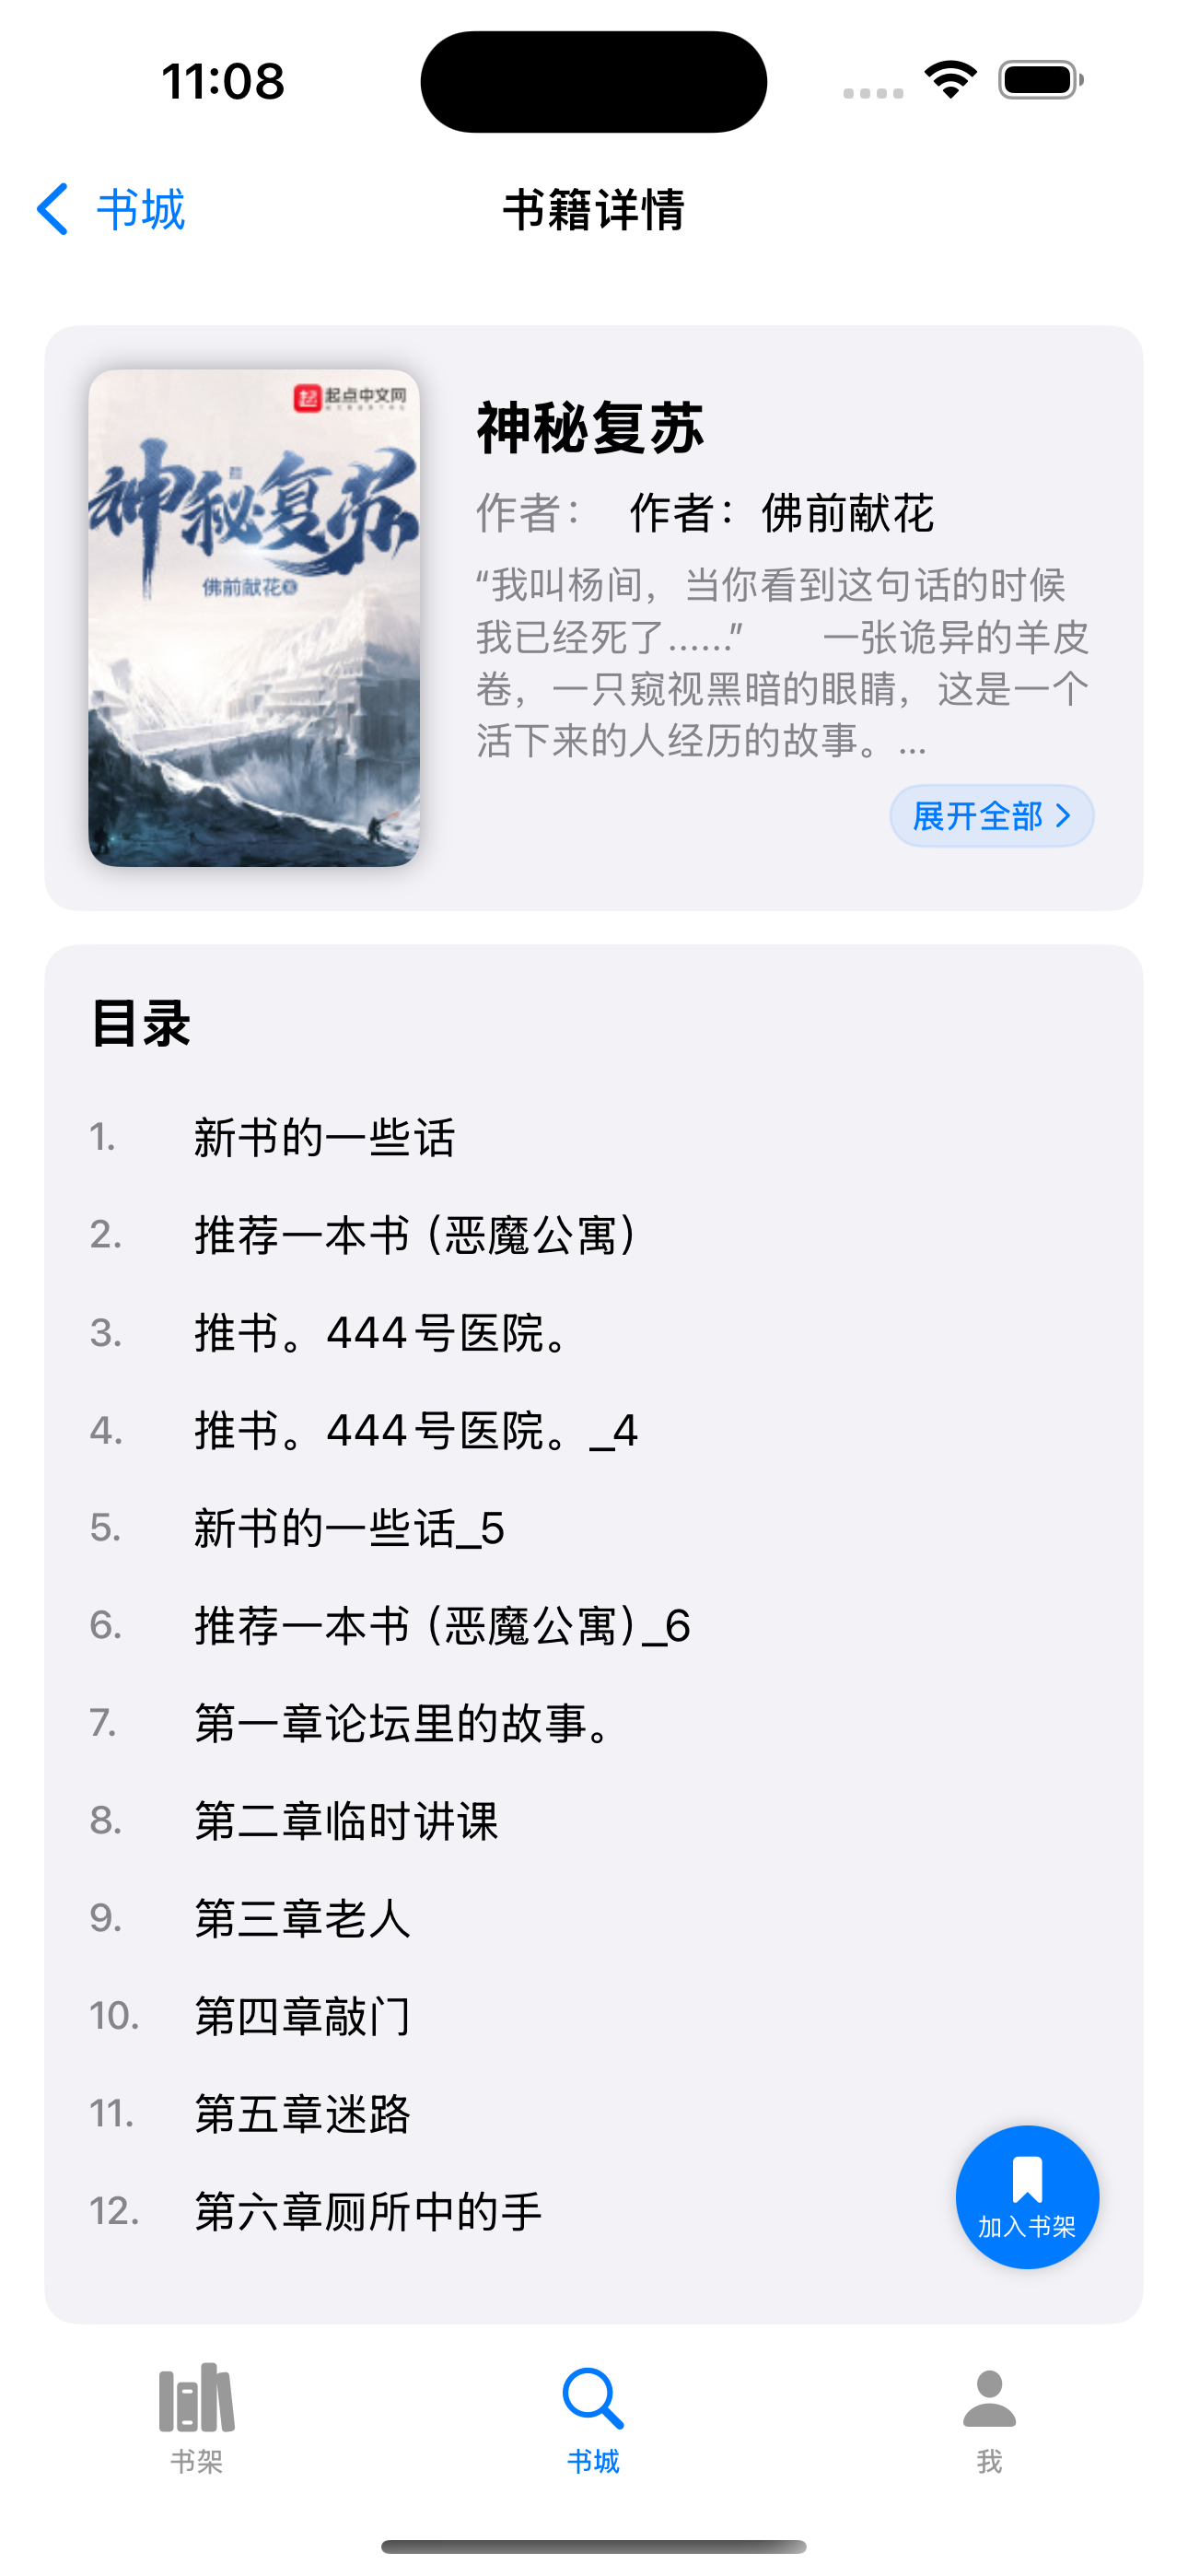 11:08
书城
书籍详情
起点中文网
神秘复苏
佛前献花
神秘复苏
作者： 作者：佛前献花
“我叫杨间，当你看到这句话的时候
我已经死了......” 一张诡异的羊皮
卷，一只窥视黑暗的眼睛，这是一个
活下来的人经历的故事。...
展开全部
目录
1. 新书的一些话
2. 推荐一本书（恶魔公寓）
3. 推书。444号医院。
4. 推书。444号医院。_4
5. 新书的一些话_5
6. 推荐一本书（恶魔公寓）_6
7. 第一章论坛里的故事。
8. 第二章临时讲课
9. 第三章老人
10. 第四章敲门
11. 第五章迷路
12. 第六章厕所中的手
加入书架
书架
书城
我